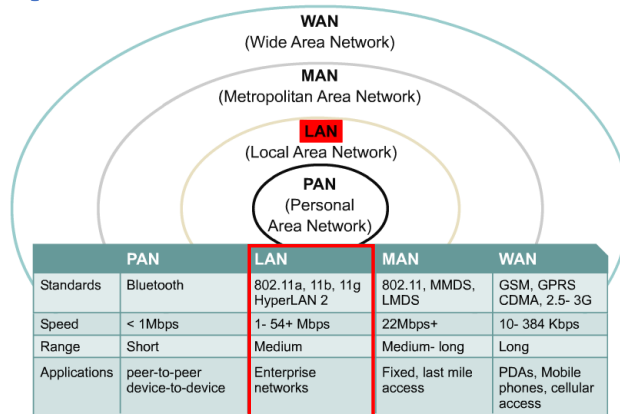 WAN
(Wide Area Network)
MAN
(Metropolitan Area Network)
LAN
(Local Area Network)
PAN
(Personal
Area Network)
PAN LAN MAN WAN
Standards Bluetooth 802.11a, 11b, 11g 802.11, MMDS, GSM, GPRS
HyperLAN 2 LMDS CDMA, 2.5- 3G
Speed < 1Mbps 1- 54+ Mbps 22Mbps+ 10- 384 Kbps
Range Short Medium Medium- long Long
Applications peer-to-peer Enterprise Fixed, last mile PDAs, Mobile
device-to-device networks access phones, cellular
access